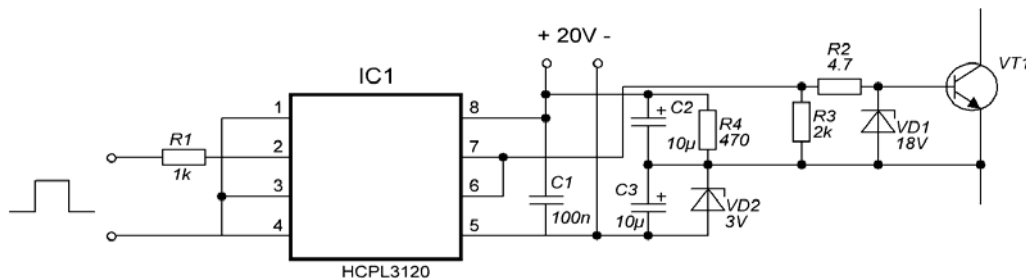 + 20V -
IC1
R1
1k
1
2
3
4
8
7
6
5
HCPL3120
C1
100n
C2
10µ
C3
10µ
R4
470
VD2
3V
R2
4.7
R3
2k
VD1
18V
VT1